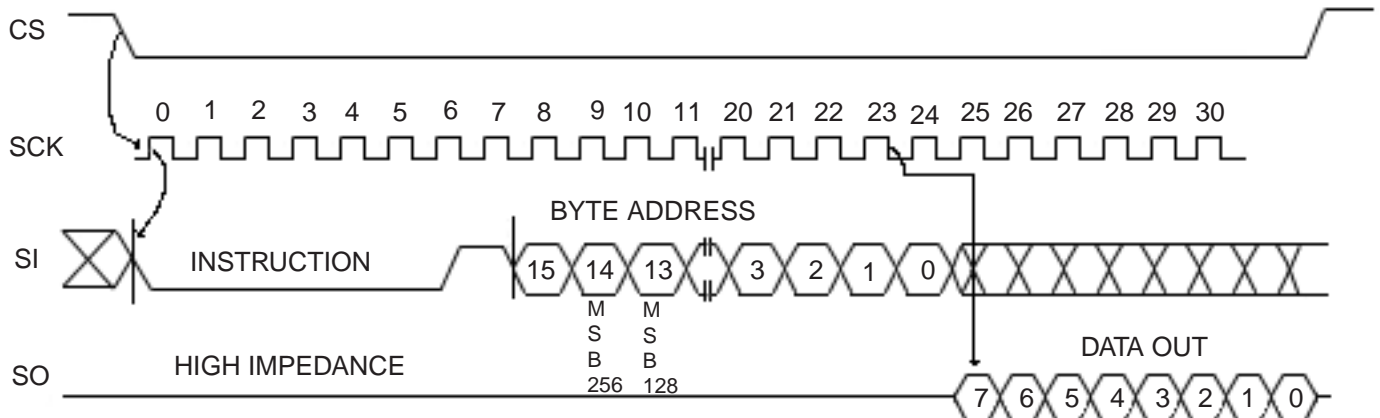 CS
0 1 2 3 4 5 6 7 8 9 10 11 20 21 22 23 24 25 26 27 28 29 30
SCK
BYTE ADDRESS
SI INSTRUCTION 15 14 13 3 2 1 0
M M
S S
B B
256 128
DATA OUT
HIGH IMPEDANCE
SO 7 6 5 4 3 2 1 0